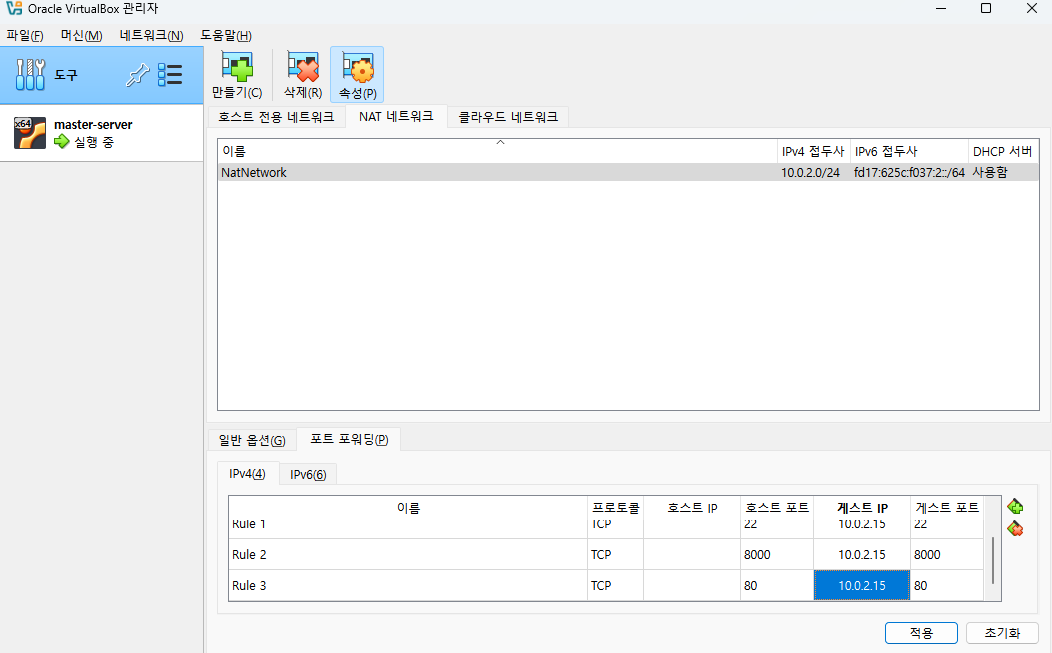 Oracle VirtualBox 관리자
파일(F) 머신(M) 네트워크(N) 도움말(H)
도구
만들기(C) 삭제(R) 속성(P)
x64
master-server
실행 중
호스트 전용 네트워크 NAT 네트워크 클라우드 네트워크
이름 IPv4 접두사 IPv6 접두사 DHCP 서버
NatNetwork 10.0.2.0/24 fd17:625c:f037:2::/64 사용함
일반 옵션(G) 포트 포워딩(P)
IPv4(4) IPv6(6)
이름 프로토콜 호스트 IP 호스트 포트 게스트 IP 게스트 포트
Rule 1 TCP 22 10.0.2.15 22
Rule 2 TCP 8000 10.0.2.15 8000
Rule 3 TCP 80 10.0.2.15 80
적용 초기화